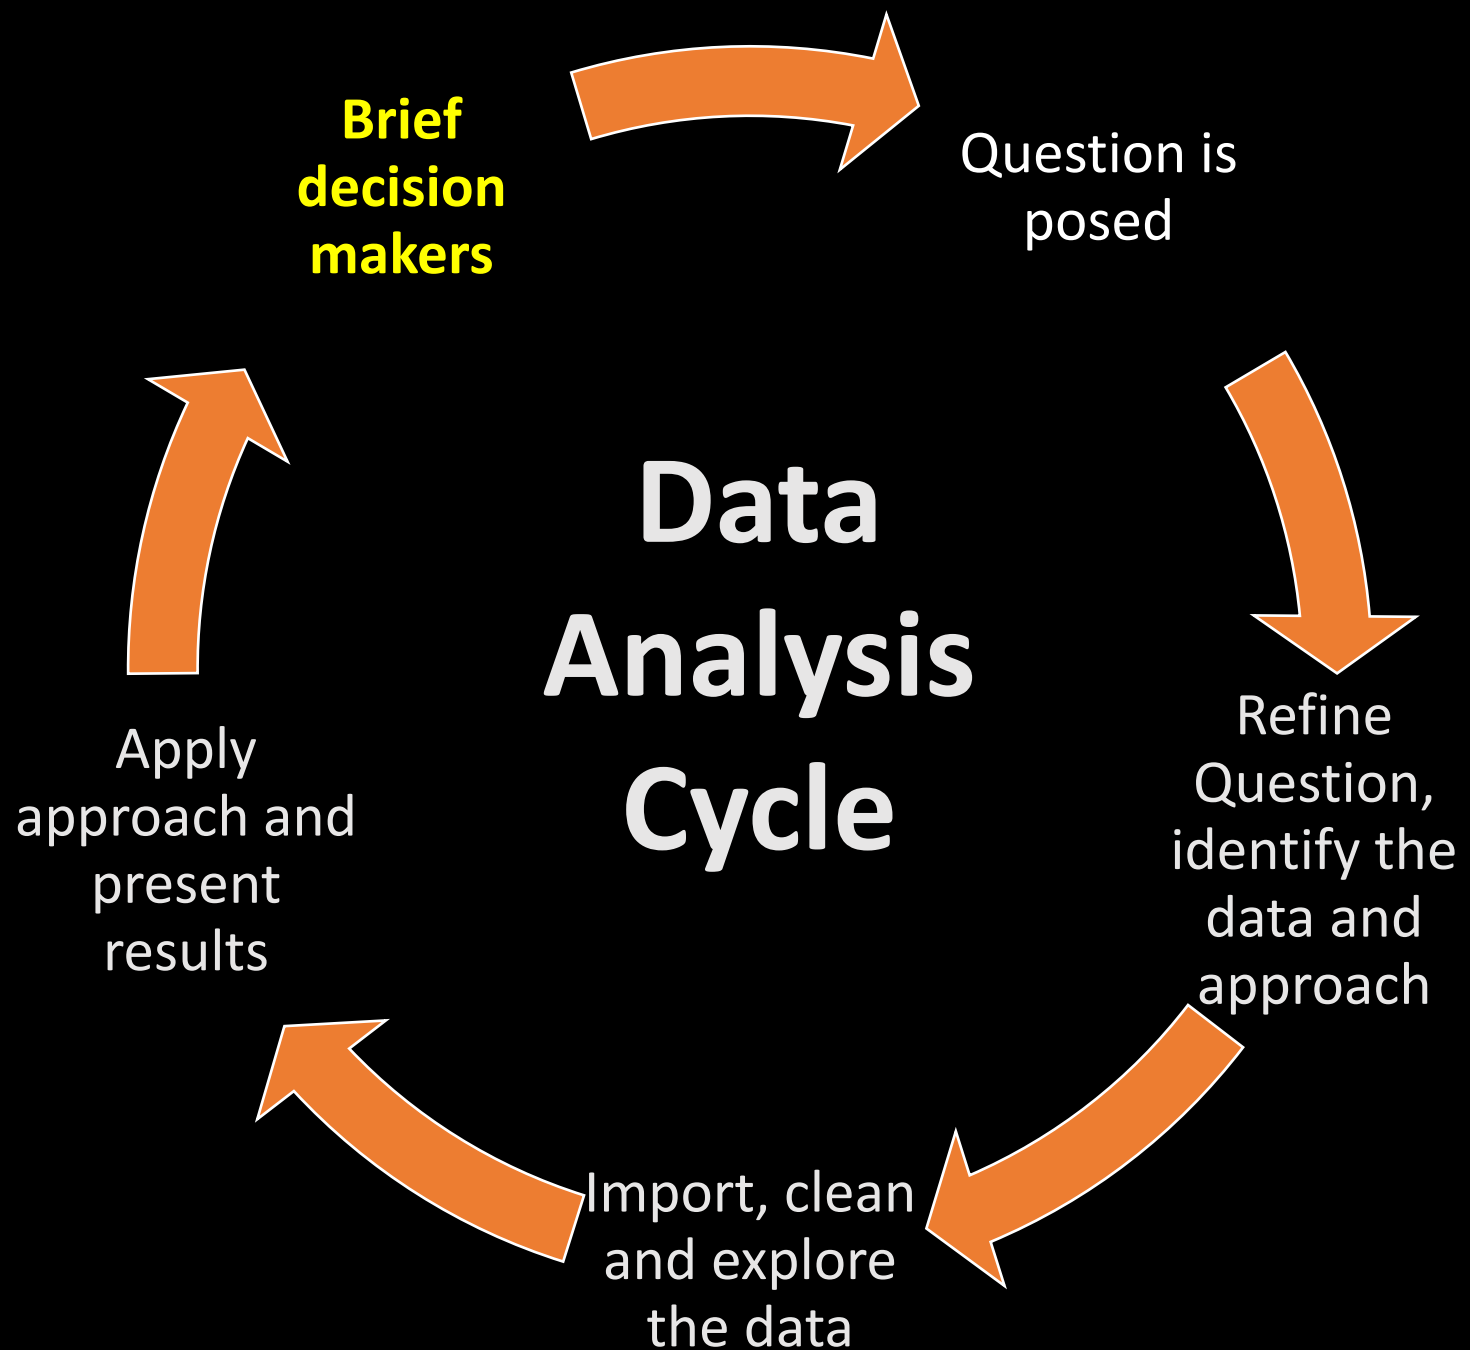 Brief
decision
makers
Question is
posed
Data
Analysis
Cycle
Refine
Question,
identify the
data and
approach
Apply
approach and
present
results
Import, clean
and explore
the data